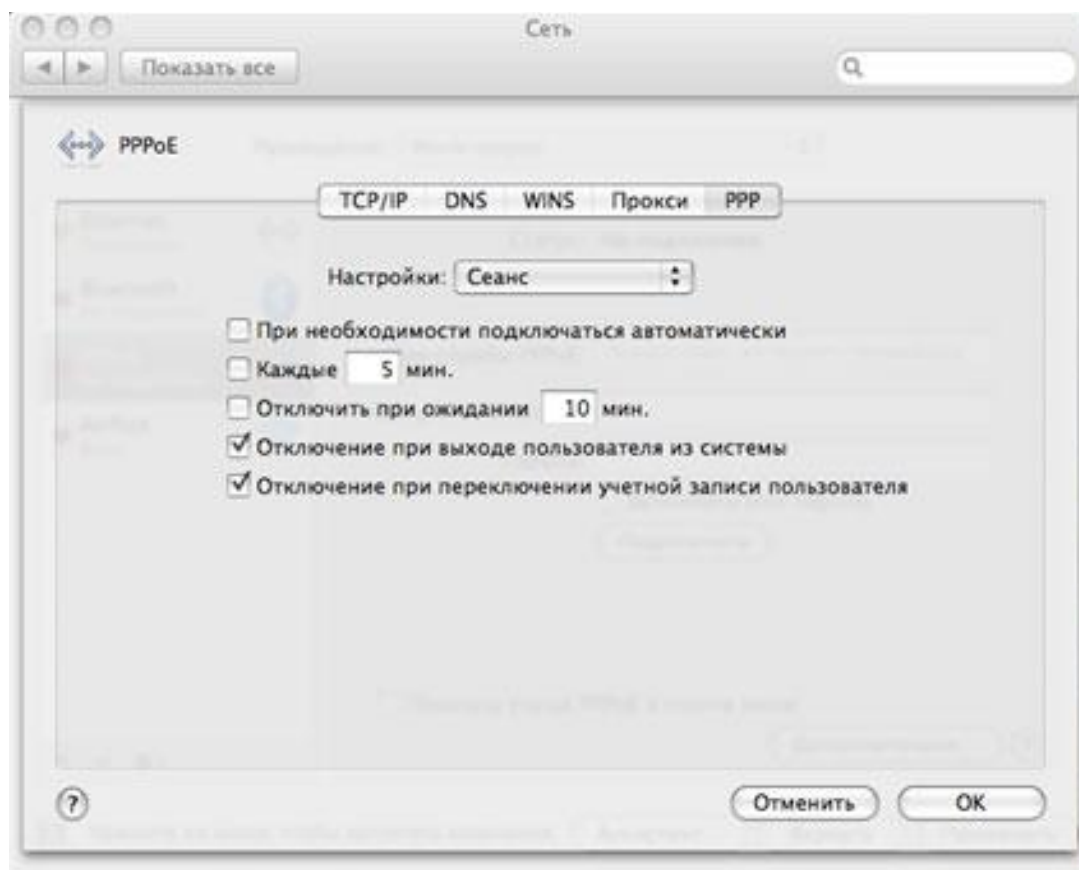 Сеть
Показать все
PPPoE
TCP/IP DNS WINS Прокси PPP
Настройки: Сеанс
При необходимости подключаться автоматически
Каждые 5 мин.
Отключить при ожидании 10 мин.
Отключение при выходе пользователя из системы
Отключение при переключении учетной записи пользователя
? Отменить OK